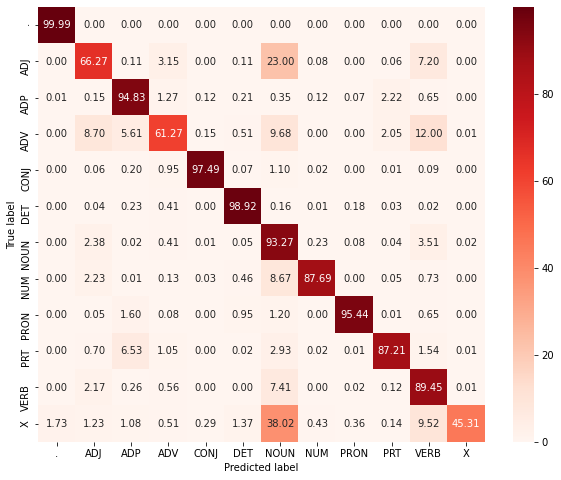 . 99.99 0.00 0.00 0.00 0.00 0.00 0.00 0.00 0.00 0.00 0.00 0.00
ADJ 0.00 66.27 0.11 3.15 0.00 0.11 23.00 0.08 0.00 0.06 7.20 0.00
ADP 0.01 0.15 94.83 1.27 0.12 0.21 0.35 0.12 0.07 2.22 0.65 0.00
ADV 0.00 8.70 5.61 61.27 0.15 0.51 9.68 0.00 0.00 2.05 12.00 0.01
CONJ 0.00 0.06 0.20 0.95 97.49 0.07 1.10 0.02 0.00 0.01 0.09 0.00
DET 0.00 0.04 0.23 0.41 0.00 98.92 0.16 0.01 0.18 0.03 0.02 0.00
NOUN 0.00 2.38 0.02 0.41 0.01 0.05 93.27 0.23 0.08 0.04 3.51 0.02
NUM 0.00 2.23 0.01 0.13 0.03 0.46 8.67 87.69 0.00 0.05 0.73 0.00
PRON 0.00 0.05 1.60 0.08 0.00 0.95 1.20 0.00 95.44 0.01 0.65 0.00
PRT 0.00 0.70 6.53 1.05 0.00 0.02 2.93 0.02 0.01 87.21 1.54 0.01
VERB 0.00 2.17 0.26 0.56 0.00 0.00 7.41 0.00 0.02 0.12 89.45 0.01
X 1.73 1.23 1.08 0.51 0.29 1.37 38.02 0.43 0.36 0.14 9.52 45.31
. ADJ ADP ADV CONJ DET NOUN NUM PRON PRT VERB X
Predicted label
True label
80
60
40
20
0